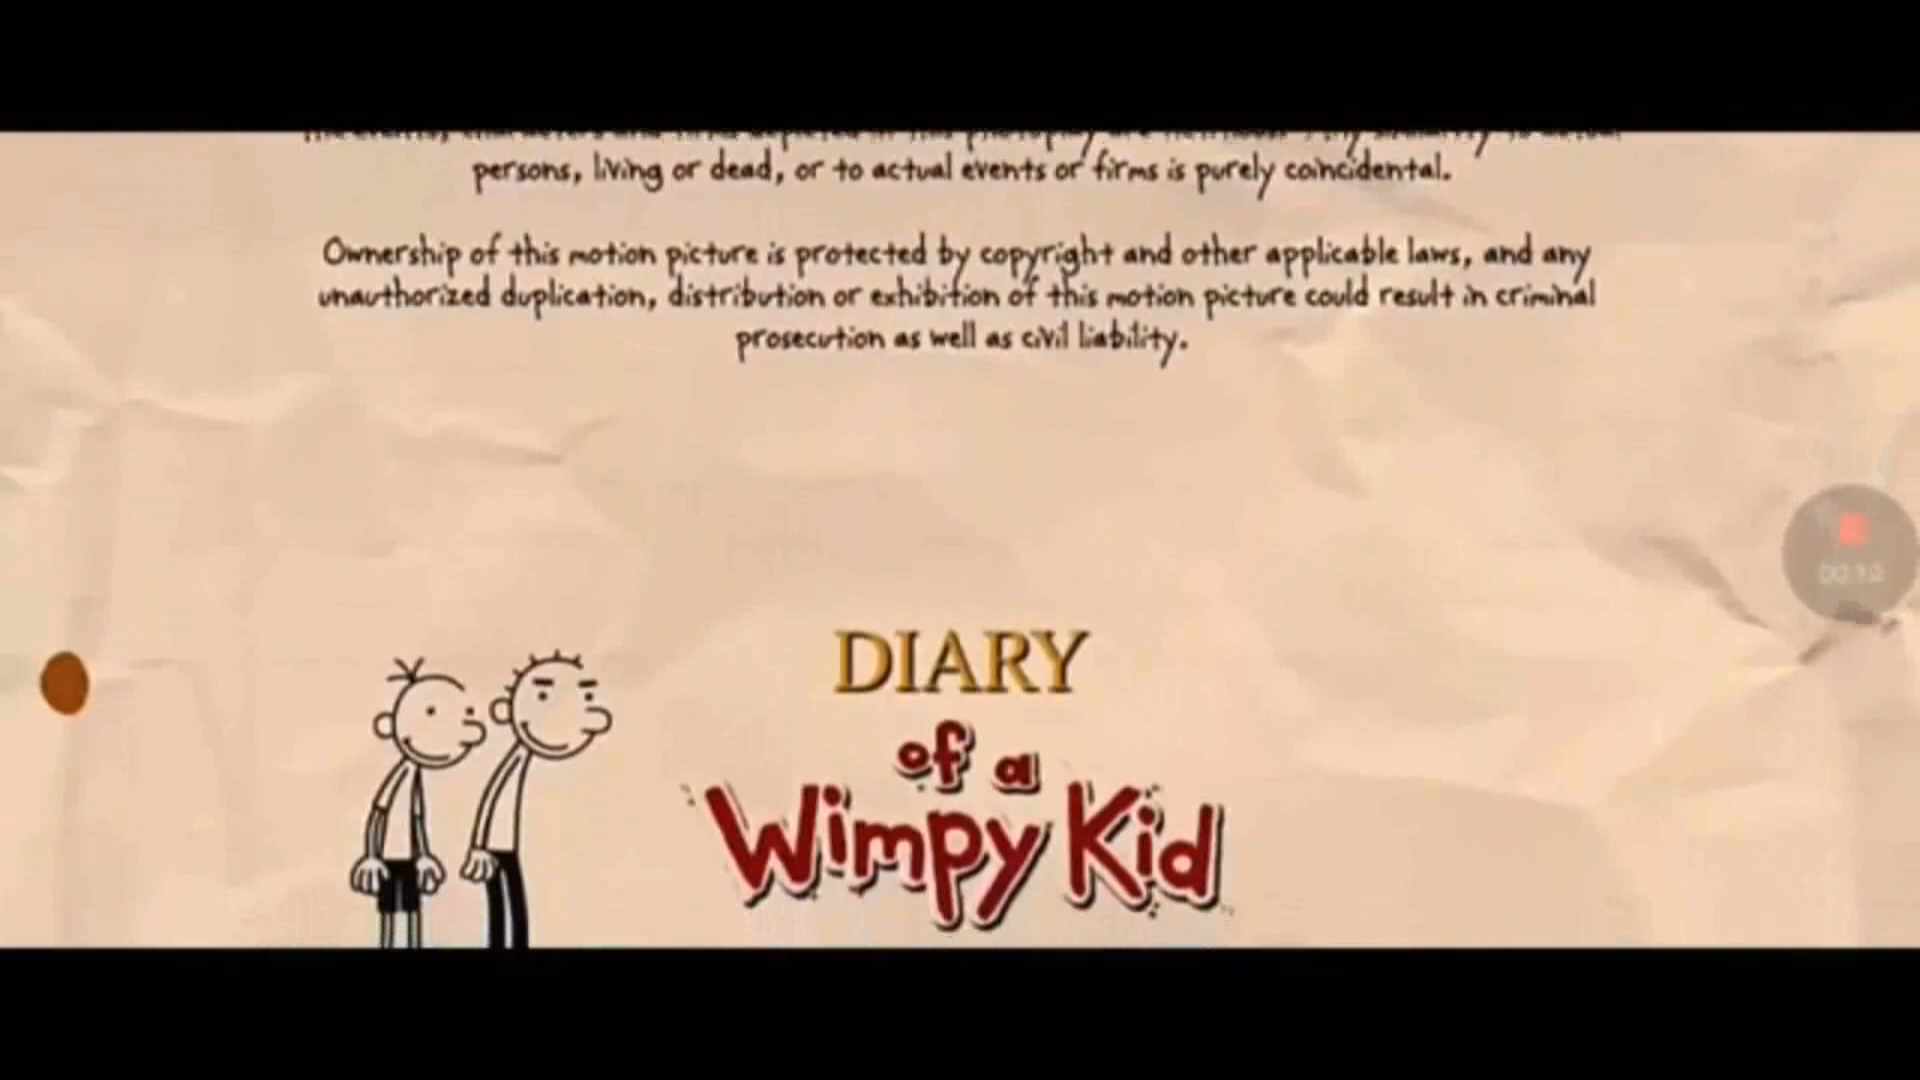 persons, living or dead, or to actual events or firms is purely coincidental.
Ownership of this motion picture is protected by copyright and other applicable laws, and any
unauthorized duplication, distribution or exhibition of this motion picture could result in criminal
prosecution as well as civil liability.
DIARY
of a
Wimpy Kid